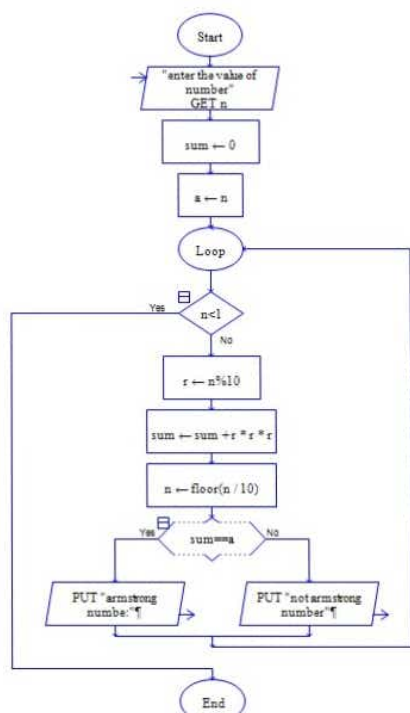 Start
"enter the value of
number"
GET n
sum ← 0
a ← n
Loop
Yes
n<1
No
r ← n%10
sum ← sum + r * r * r
n ← floor(n / 10)
Yes
sum==a
No
PUT "armstrong
numbe:"¶
PUT "not armstrong
number"¶
End